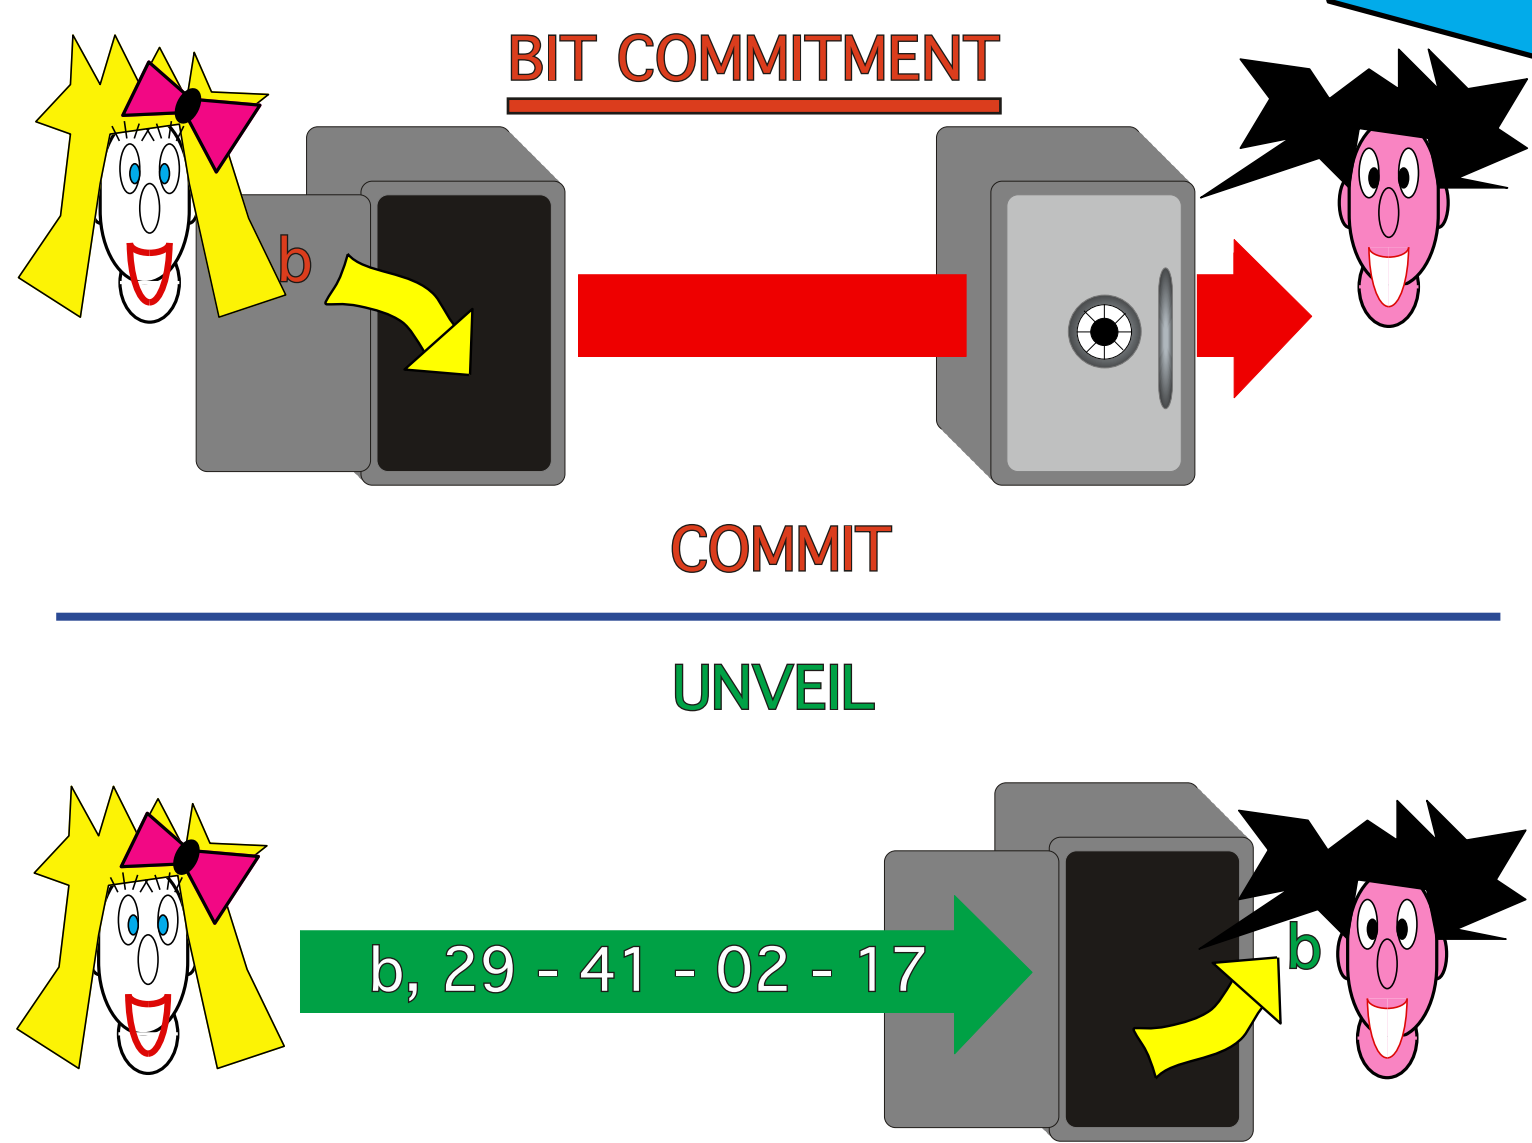 BIT COMMITMENT
b
COMMIT
UNVEIL
b, 29 - 41 - 02 - 17
b